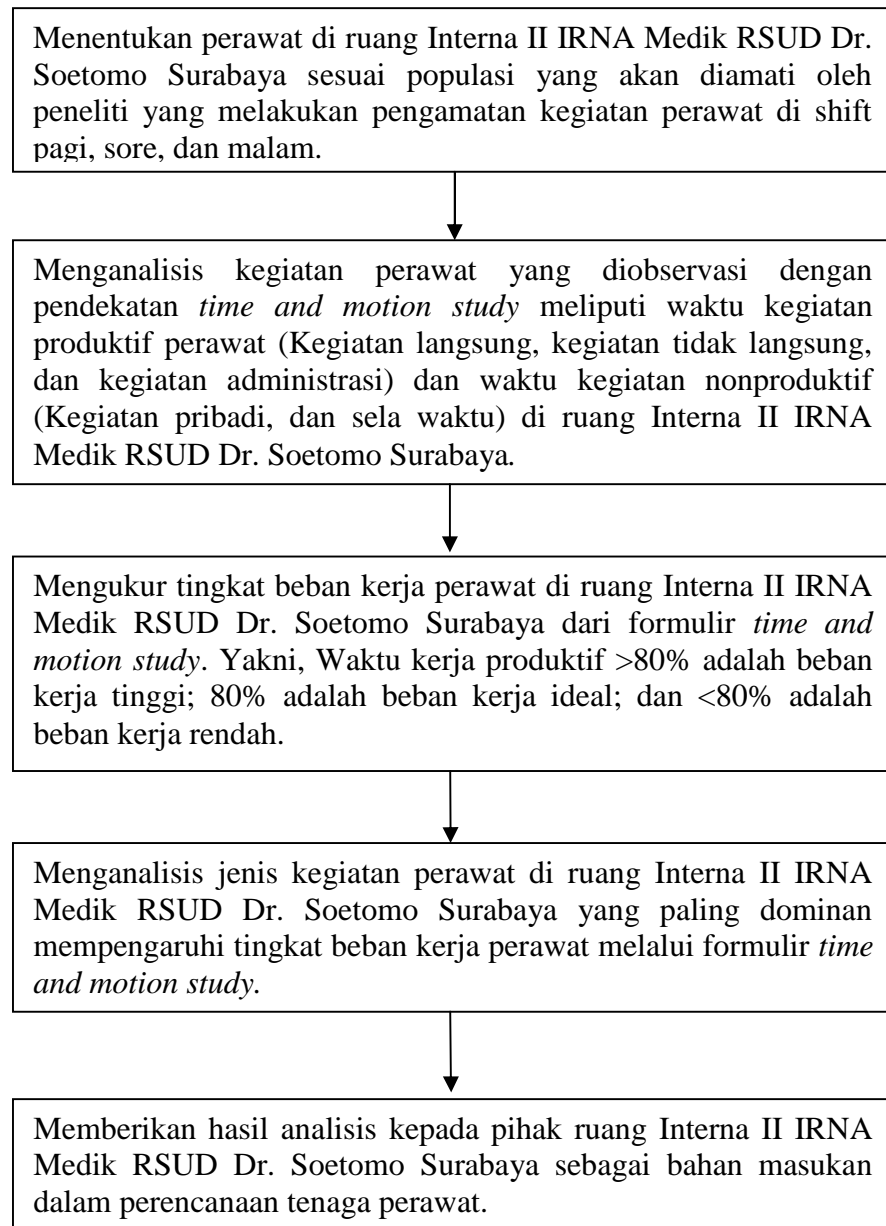 Menentukan perawat di ruang Interna II IRNA Medik RSUD Dr.
Soetomo Surabaya sesuai populasi yang akan diamati oleh
peneliti yang melakukan pengamatan kegiatan perawat di shift
pagi, sore, dan malam.
Menganalisis kegiatan perawat yang diobservasi dengan
pendekatan time and motion study meliputi waktu kegiatan
produktif perawat (Kegiatan langsung, kegiatan tidak langsung,
dan kegiatan administrasi) dan waktu kegiatan nonproduktif
(Kegiatan pribadi, dan sela waktu) di ruang Interna II IRNA
Medik RSUD Dr. Soetomo Surabaya.
Mengukur tingkat beban kerja perawat di ruang Interna II IRNA
Medik RSUD Dr. Soetomo Surabaya dari formulir time and
motion study. Yakni, Waktu kerja produktif >80% adalah beban
kerja tinggi; 80% adalah beban kerja ideal; dan <80% adalah
beban kerja rendah.
Menganalisis jenis kegiatan perawat di ruang Interna II IRNA
Medik RSUD Dr. Soetomo Surabaya yang paling dominan
mempengaruhi tingkat beban kerja perawat melalui formulir time
and motion study.
Memberikan hasil analisis kepada pihak ruang Interna II IRNA
Medik RSUD Dr. Soetomo Surabaya sebagai bahan masukan
dalam perencanaan tenaga perawat.